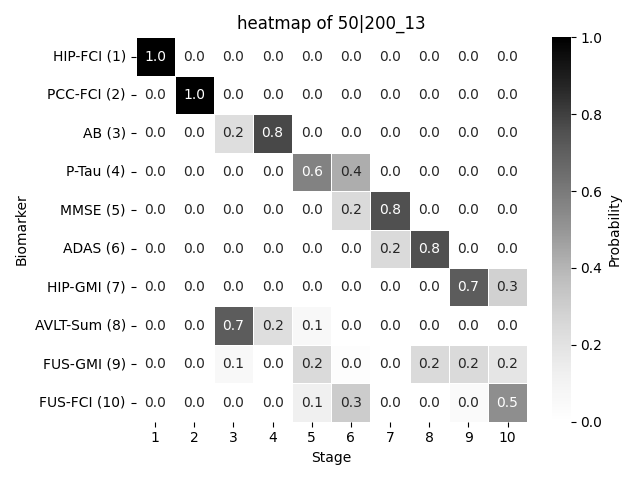 heatmap of 50|200_13
HIP-FCI (1) 1.0 0.0 0.0 0.0 0.0 0.0 0.0 0.0 0.0 0.0
PCC-FCI (2) 0.0 1.0 0.0 0.0 0.0 0.0 0.0 0.0 0.0 0.0
AB (3) 0.0 0.0 0.2 0.8 0.0 0.0 0.0 0.0 0.0 0.0
P-Tau (4) 0.0 0.0 0.0 0.0 0.6 0.4 0.0 0.0 0.0 0.0
MMSE (5) 0.0 0.0 0.0 0.0 0.0 0.2 0.8 0.0 0.0 0.0
ADAS (6) 0.0 0.0 0.0 0.0 0.0 0.0 0.2 0.8 0.0 0.0
HIP-GMI (7) 0.0 0.0 0.0 0.0 0.0 0.0 0.0 0.0 0.7 0.3
AVLT-Sum (8) 0.0 0.0 0.7 0.2 0.1 0.0 0.0 0.0 0.0 0.0
FUS-GMI (9) 0.0 0.0 0.1 0.0 0.2 0.0 0.0 0.2 0.2 0.2
FUS-FCI (10) 0.0 0.0 0.0 0.0 0.1 0.3 0.0 0.0 0.0 0.5
1 2 3 4 5 6 7 8 9 10
Stage
Biomarker
1.0
0.8
0.6
0.4
0.2
0.0
Probability